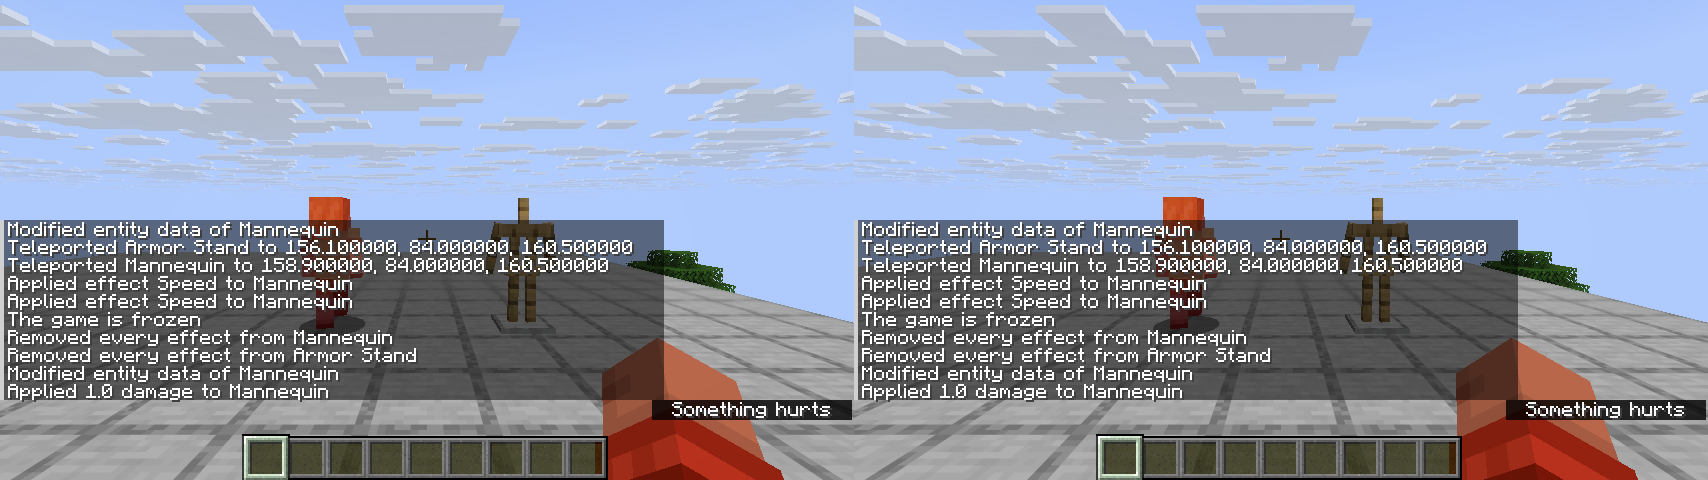 Modified entity data of Mannequin
Teleported Armor Stand to 156.100000, 84.000000, 160.500000
Teleported Mannequin to 158.900000, 84.000000, 160.500000
Applied effect Speed to Mannequin
Applied effect Speed to Mannequin
The game is frozen
Removed every effect from Mannequin
Removed every effect from Armor Stand
Modified entity data of Mannequin
Applied 1.0 damage to Mannequin
Something hurts
Modified entity data of Mannequin
Teleported Armor Stand to 156.100000, 84.000000, 160.500000
Teleported Mannequin to 158.900000, 84.000000, 160.500000
Applied effect Speed to Mannequin
Applied effect Speed to Mannequin
The game is frozen
Removed every effect from Mannequin
Removed every effect from Armor Stand
Modified entity data of Mannequin
Applied 1.0 damage to Mannequin
Something hurts